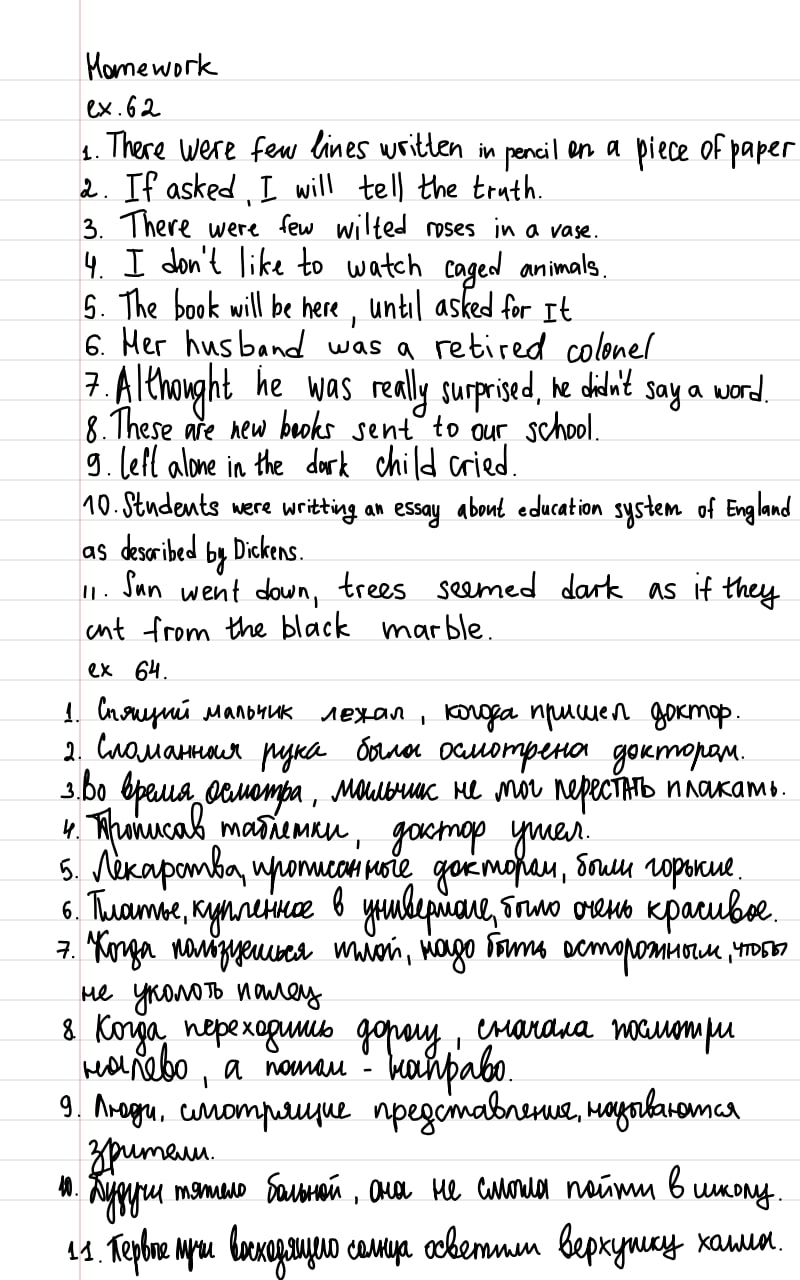 Homework
ex.62
1. There were few lines written in pencil on a piece of paper
2. If asked, I will tell the truth.
3. There were few wilted roses in a vase.
4. I don't like to watch caged animals.
5. The book will be here, until asked for It
6. Her husband was a retired colonel
7. Althought he was really surprised, he didn't say a word.
8. These are new books sent to our school.
9. Left alone in the dark child cried.
10. Students were writting an essay about education system of England
as described by Dickens.
11. Sun went down, trees seemed dark as if they
cut from the black marble.
ex 64.
1. Спящий мальчик лежал, когда пришел доктор.
2. Сломанная рука была осмотрена доктором.
3. Во время осмотра, мальчик не мог перестать плакать.
4. Прописав таблетки, доктор ушел.
5. Лекарства, прописанные доктором, были горькие.
6. Платье, купленное в универмаге, было очень красивое.
7. Когда пользуешься иглой, надо быть осторожным, чтобы
не уколоть палец
8. Когда переходишь дорогу, сначала посмотри
налево, а потом - направо.
9. Люди, смотрящие представления, называются
зрители.
10. Будучи тяжело больной, она не смогла пойти в школу.
11. Первые лучи восходящего солнца осветили верхушку холма.